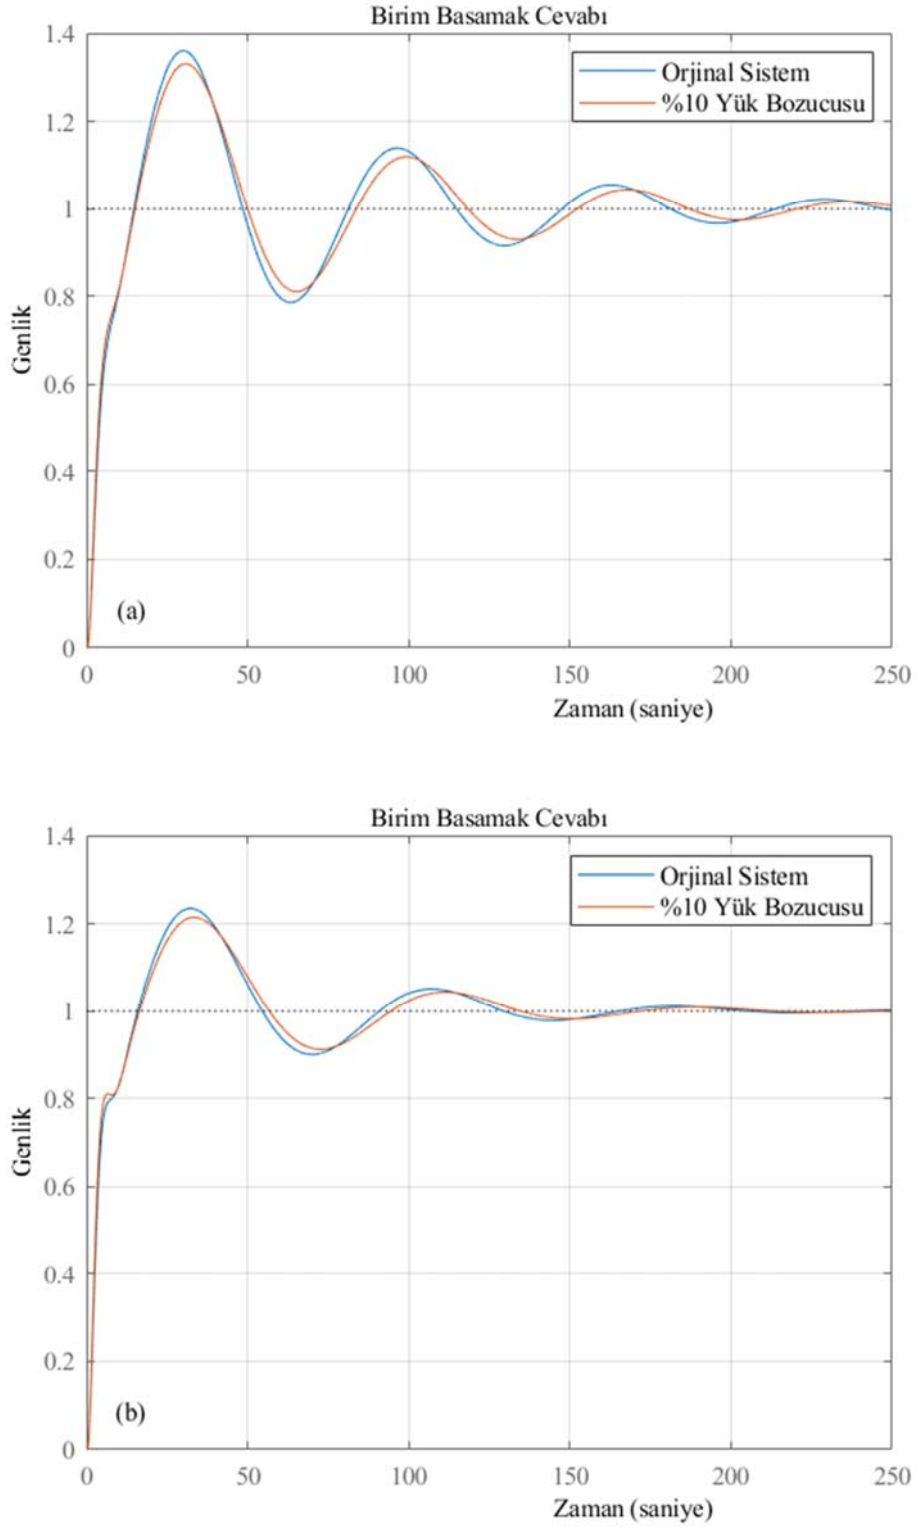 Birim Basamak Cevabı
1.4
Orjinal Sistem
%10 Yük Bozucusu
1.2
1
0.8
Genlik
0.6
0.4
0.2
(a)
0
0 50 100 150 200 250
Zaman (saniye)
Birim Basamak Cevabı
1.4
Orjinal Sistem
%10 Yük Bozucusu
1.2
1
0.8
Genlik
0.6
0.4
0.2
(b)
0
0 50 100 150 200 250
Zaman (saniye)